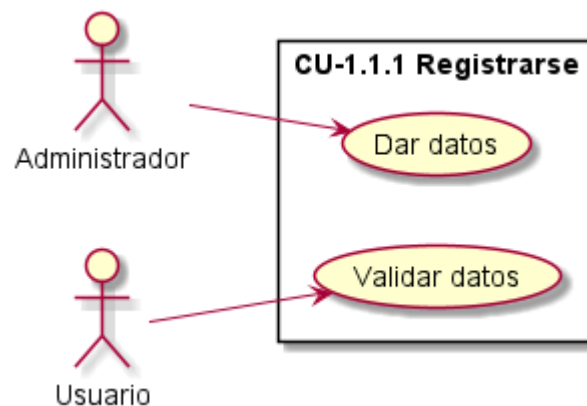 CU-1.1.1 Registrarse
Dar datos
Administrador
Validar datos
Usuario